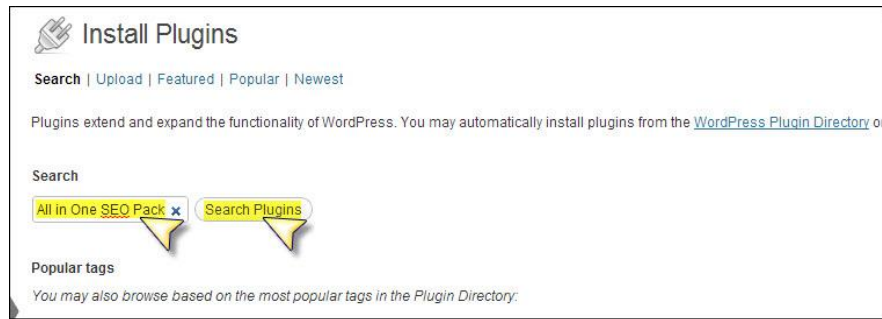 Install Plugins
Search | Upload | Featured | Popular | Newest
Plugins extend and expand the functionality of WordPress. You may automatically install plugins from the WordPress Plugin Directory o
Search
All in One SEO Pack x Search Plugins
Popular tags
You may also browse based on the most popular tags in the Plugin Directory: